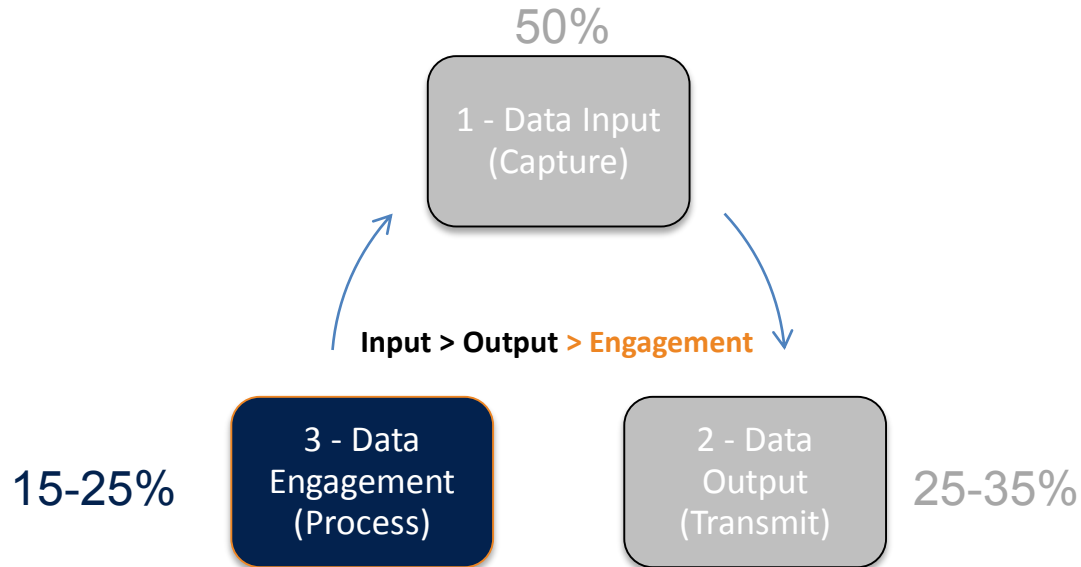 50%
1 - Data Input
(Capture)
Input > Output > Engagement
15-25%
3 - Data
Engagement
(Process)
2 - Data
Output
(Transmit)
25-35%